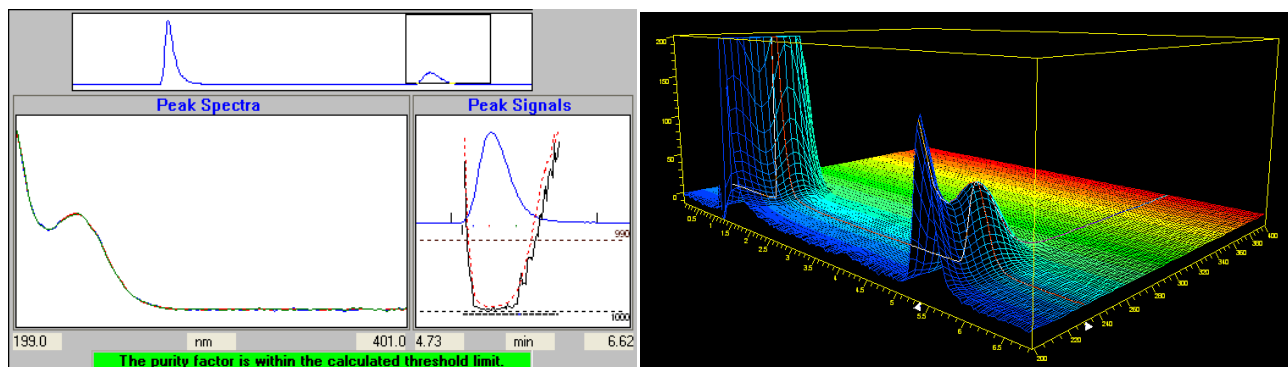 Peak Spectra
Peak Signals
990
1000
199.0 nm 401.0 4.73 min 6.62
The purity factor is within the calculated threshold limit.
200
150
100
50
0
0.5 1 1.5 2 2.5 3 3.5 4 4.5 5 5.5 6 6.5
200 220 240 260 280 300 320 340 360 380 400